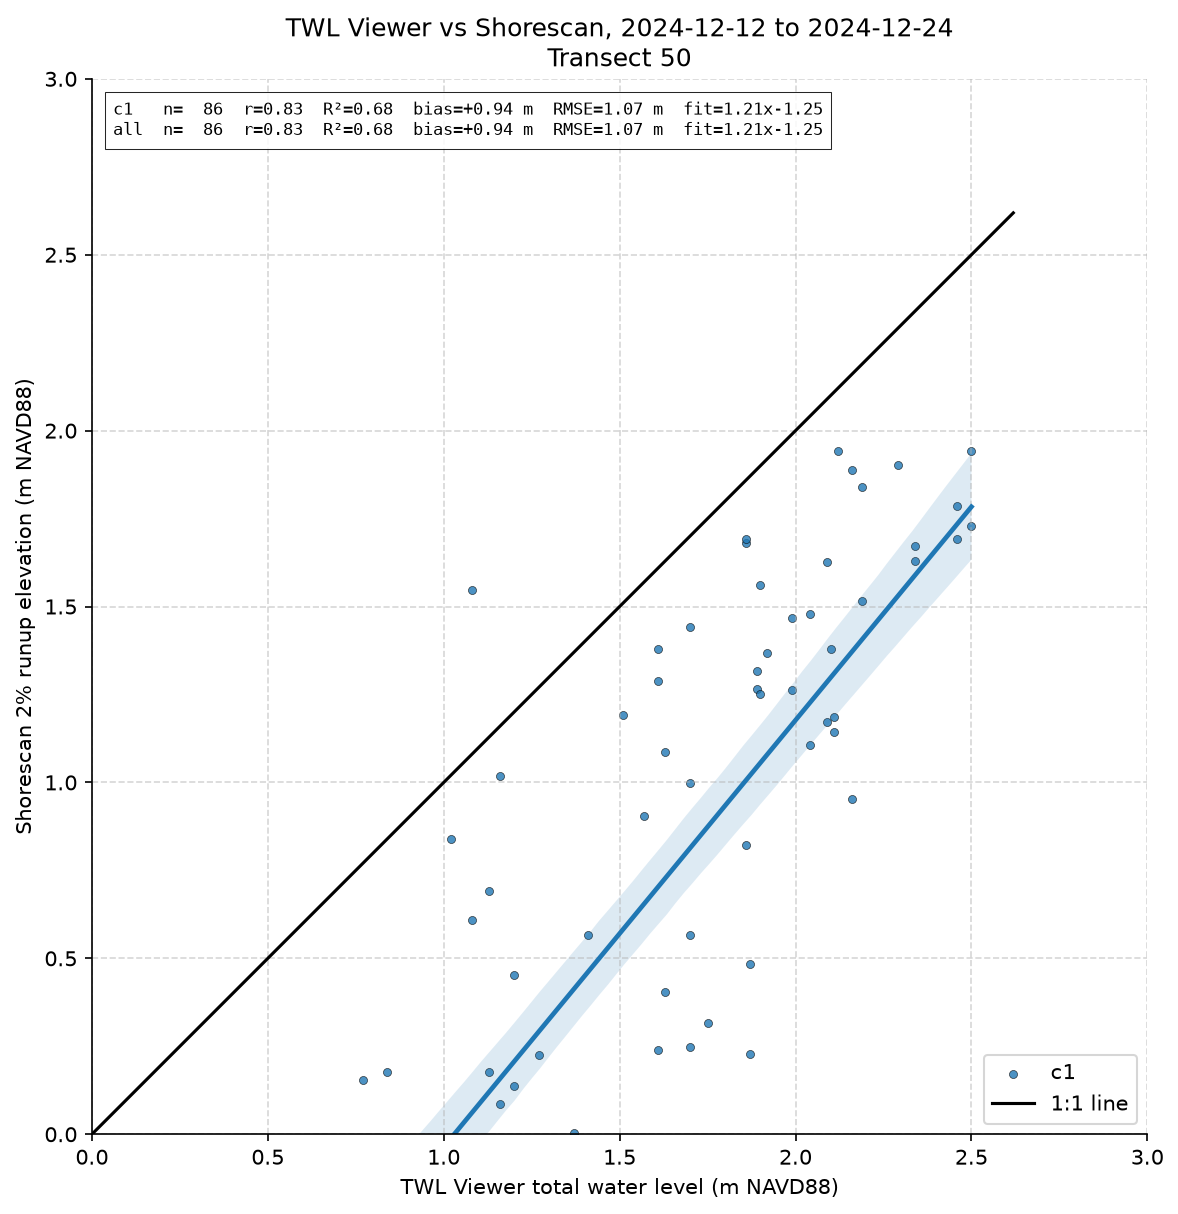 TWL Viewer vs Shorescan, 2024-12-12 to 2024-12-24
Transect 50
c1 n= 86 r=0.83 R²=0.68 bias=+0.94 m RMSE=1.07 m fit=1.21x-1.25
all n= 86 r=0.83 R²=0.68 bias=+0.94 m RMSE=1.07 m fit=1.21x-1.25
Shorescan 2% runup elevation (m NAVD88)
3.0
2.5
2.0
1.5
1.0
0.5
0.0
c1
1:1 line
0.0 0.5 1.0 1.5 2.0 2.5 3.0
TWL Viewer total water level (m NAVD88)